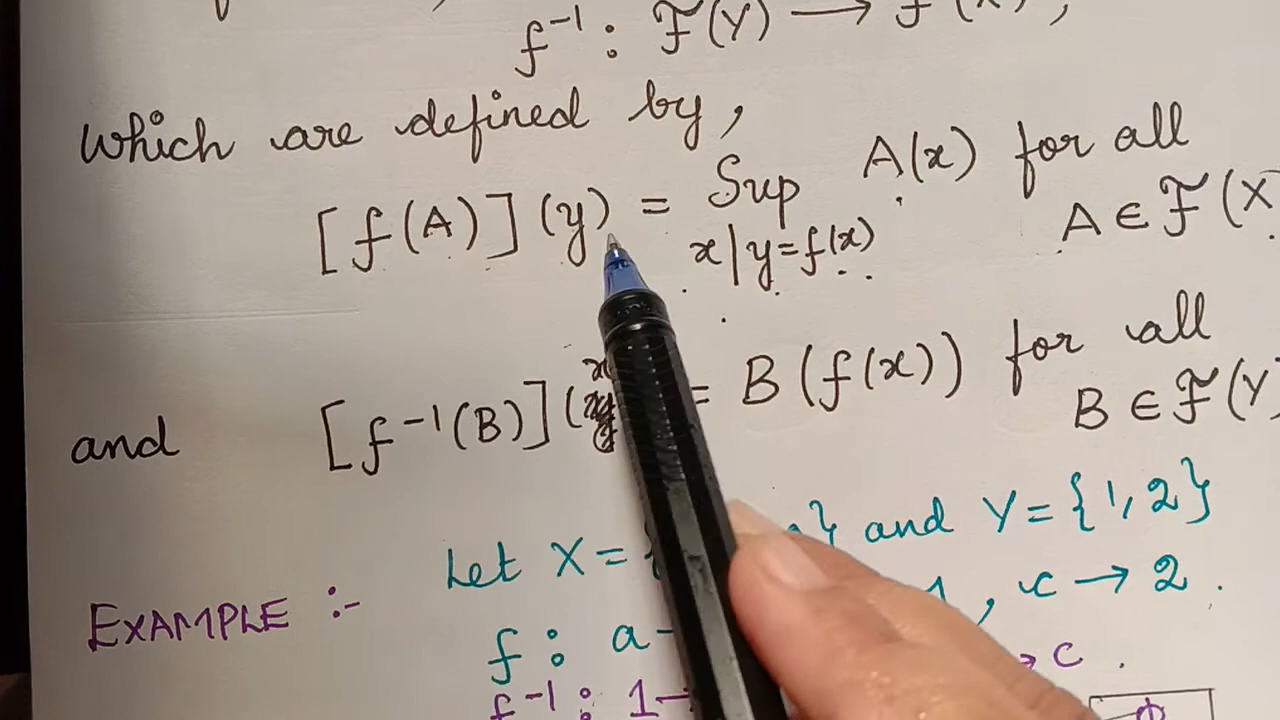 f⁻¹ : F(Y) → f(X),
Which are defined by,
[f(A)](y) = Sup A(x) for all
x|y=f(x) A ∈ F(X
and [f⁻¹(B)](x = B(f(x)) for all
B ∈ F(Y)
Let X = { } and Y = {1,2}
EXAMPLE :- f : a , c → 2 .
f⁻¹ : 1 → c .